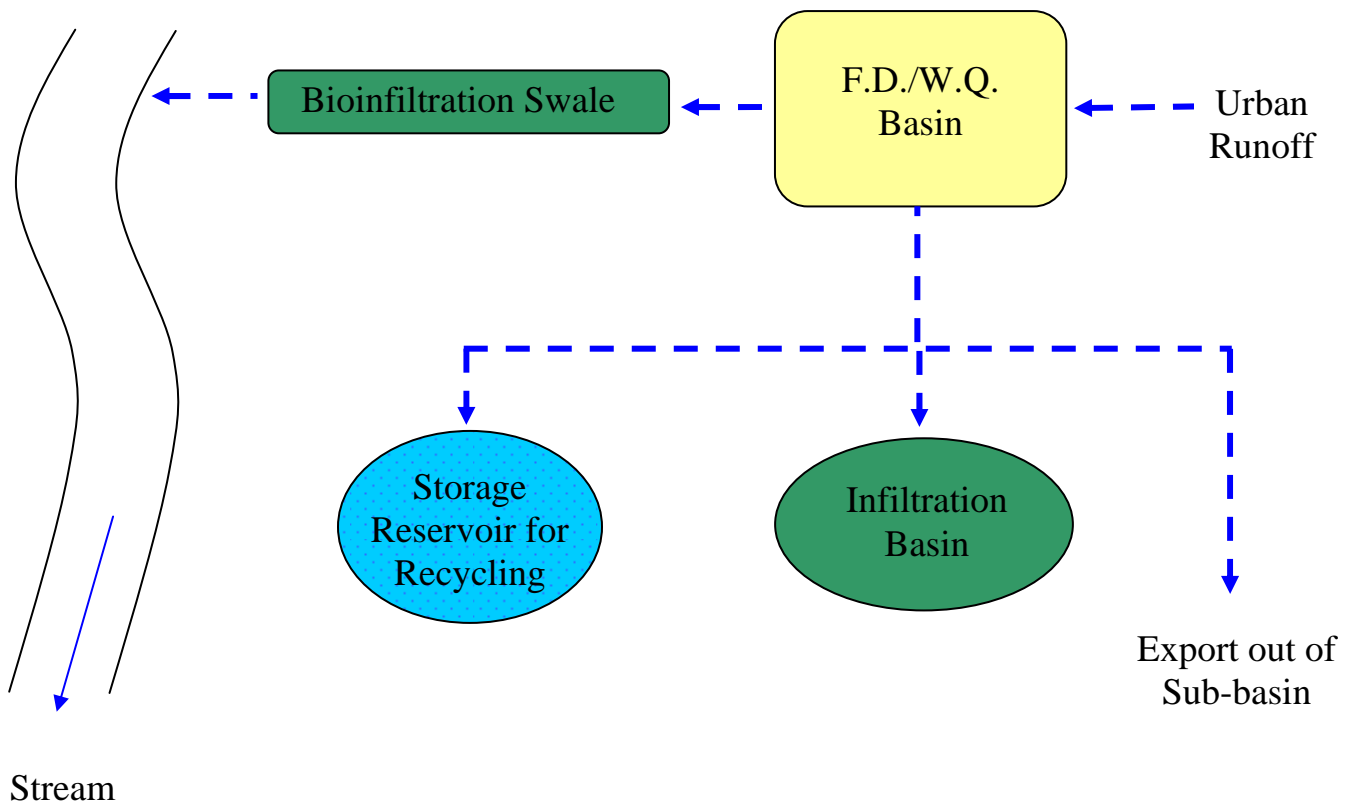 Bioinfiltration Swale
F.D./W.Q.
Basin
Urban
Runoff
Storage
Reservoir for
Recycling
Infiltration
Basin
Export out of
Sub-basin
Stream